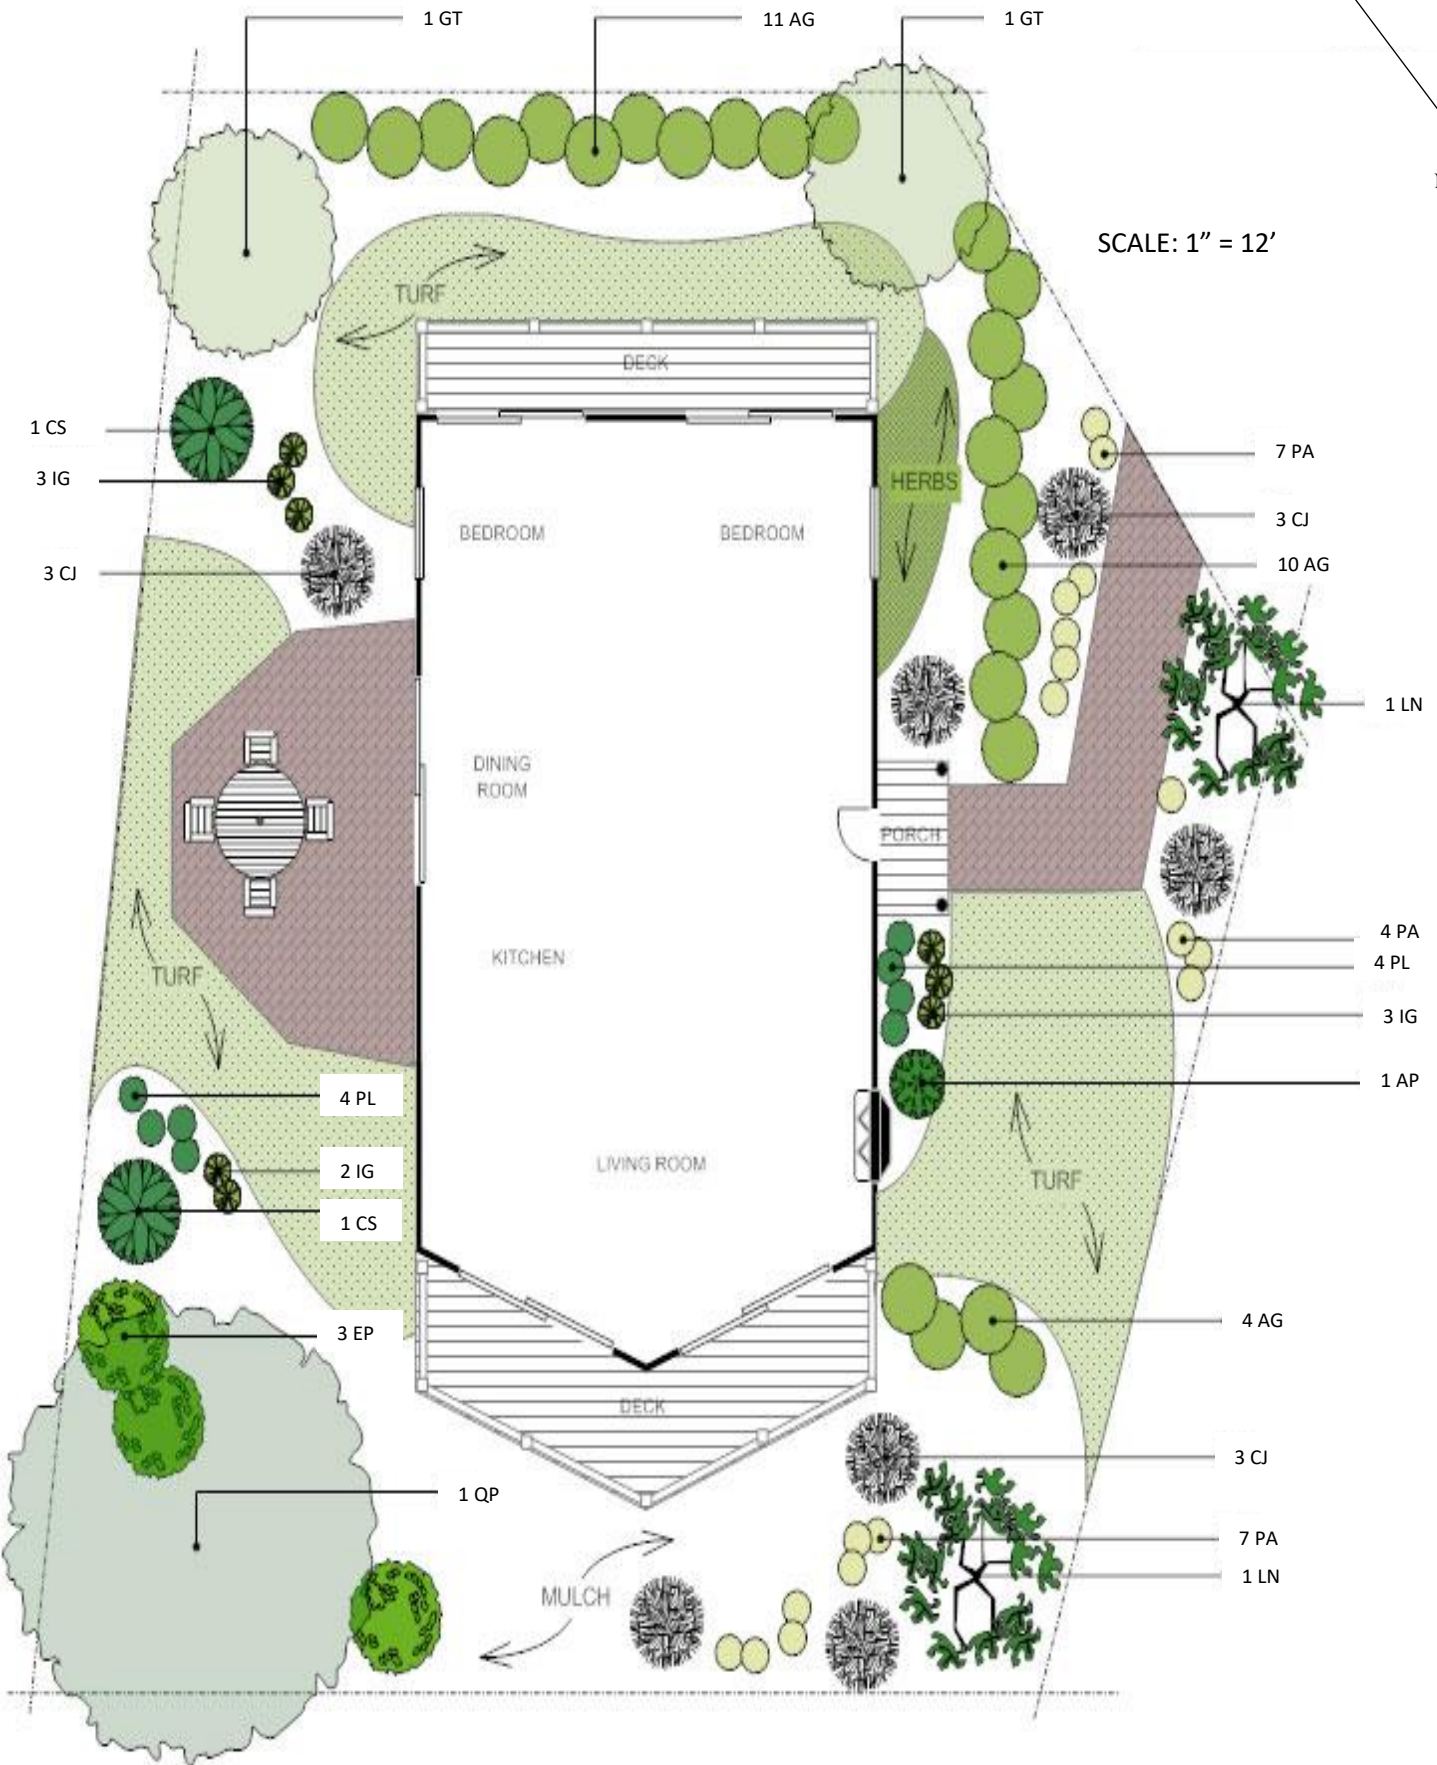 1 GT
11 AG
1 GT
SCALE: 1” = 12’
TURF
DECK
1 CS
3 IG
7 PA
HERBS
3 CJ
BEDROOM
BEDROOM
10 AG
3 CJ
1 LN
DINING
ROOM
PORCH
4 PA
KITCHEN
4 PL
TURF
3 IG
1 AP
4 PL
LIVING ROOM
2 IG
TURF
1 CS
4 AG
3 EP
DECK
3 CJ
1 QP
7 PA
1 LN
MULCH